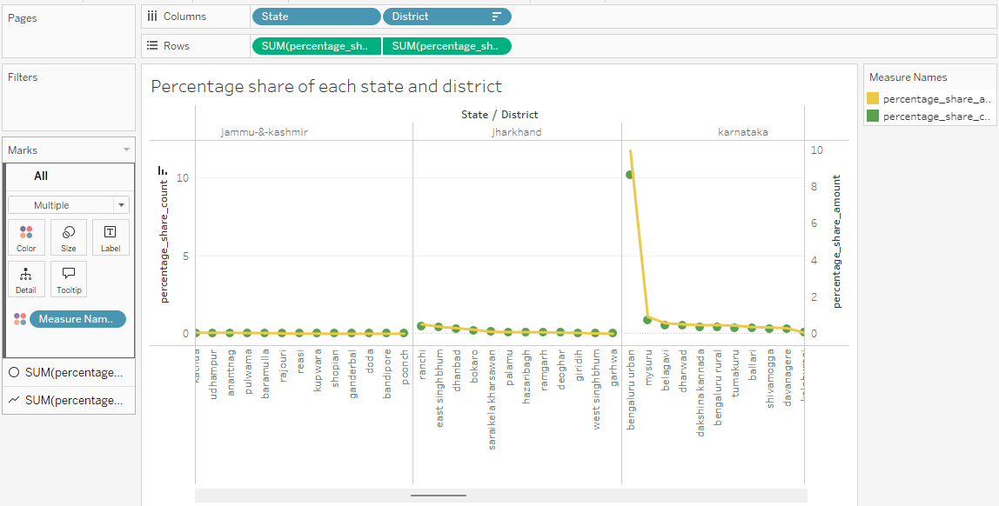 Pages
Columns
State
District
Rows
SUM(percentage_sh..
SUM(percentage_sh..
Filters
Marks
All
Multiple
Color
Size
Label
Detail
Tooltip
Measure Nam..
SUM(percentage...
SUM(percentage...
Percentage share of each state and district
State / District
jammu-&-kashmir
jharkhand
karnataka
percentage_share_count
10
5
0
10
8
6
4
2
0
percentage_share_amount
udhampur
anantnag
pulwama
baramulla
rajouri
reasi
kupwara
shopian
ganderbal
doda
bandipore
poonch
ranchi
east singhbhum
dhanbad
bokaro
saraikela kharsawan
palamu
hazaribagh
ramgarh
deoghar
giridih
west singhbhum
garhwa
bengaluru urban
mysuru
belagavi
dharwad
dakshina kannada
bengaluru rural
tumakuru
ballari
shivamogga
davanagere
Measure Names
percentage_share_a..
percentage_share_c..